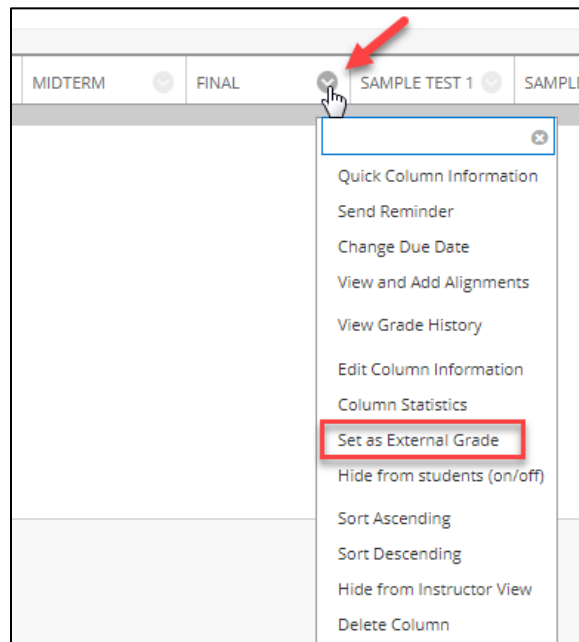 MIDTERM FINAL SAMPLE TEST 1 SAMPLE
Quick Column Information
Send Reminder
Change Due Date
View and Add Alignments
View Grade History
Edit Column Information
Column Statistics
Set as External Grade
Hide from students (on/off)
Sort Ascending
Sort Descending
Hide from Instructor View
Delete Column